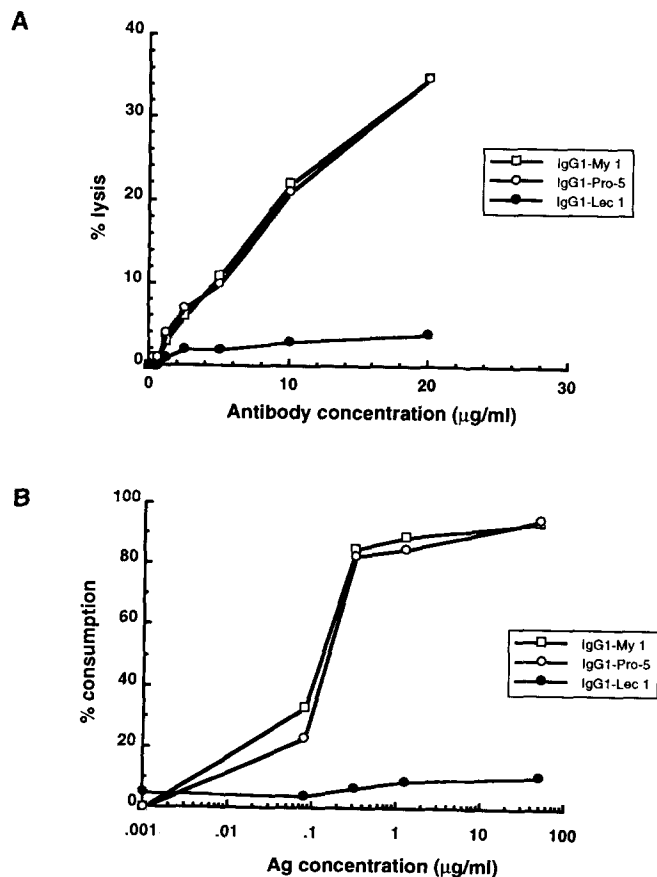 A
40
30
20
10
0
% lysis
IgG1-My 1
IgG1-Pro-5
IgG1-Lec 1
0
10
20
30
Antibody concentration (μg/ml)
B
100
80
60
40
20
0
% consumption
IgG1-My 1
IgG1-Pro-5
IgG1-Lec 1
.001
.01
.1
1
10
100
Ag concentration (μg/ml)